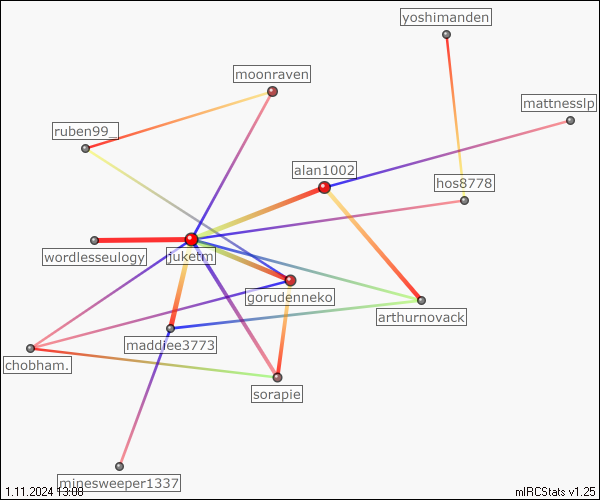 yoshimanden
moonraven
mattnesslp
ruben99_
alan1002
hos8778
wordlesseulogy
juketm
gorudenneko
arthurnovack
maddiee3773
chobham.
sorapie
minesweeper1337
1.11.2024 13:08
mIRCStats v1.25